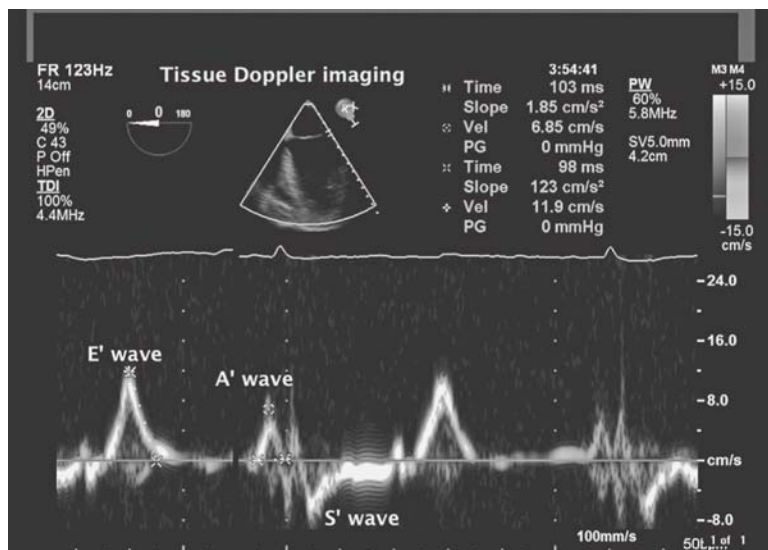 FR 123Hz
14cm
2D
49%
C 43
P Off
HPen
TDI
100%
4.4MHz
0 0 180
Tissue Doppler imaging
3:54:41
Time 103 ms
Slope 1.85 cm/s²
Vel 6.85 cm/s
PG 0 mmHg
Time 98 ms
Slope 123 cm/s²
Vel 11.9 cm/s
PG 0 mmHg
PW
60%
5.8MHz
SV5.0mm
4.2cm
M3 M4
+15.0
-15.0
cm/s
24.0
16.0
E' wave
A' wave
8.0
cm/s
S' wave
-8.0
100mm/s
1 of 1